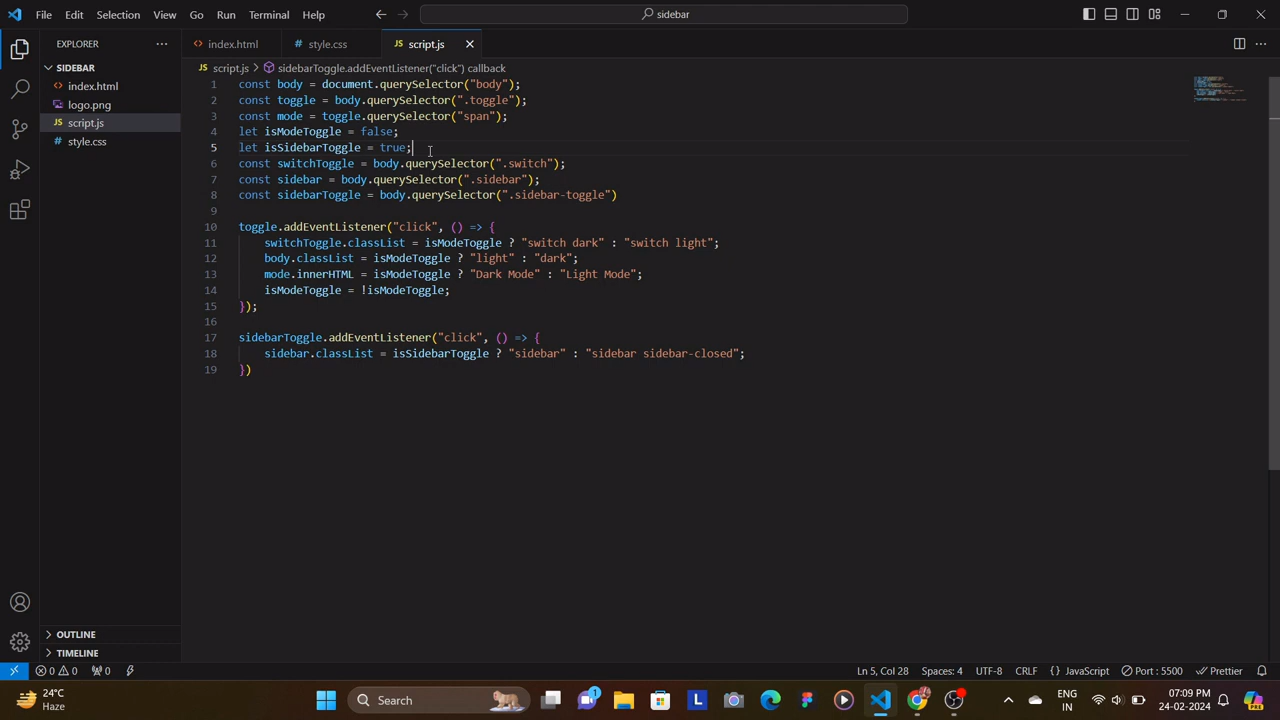 File Edit Selection View Go Run Terminal Help
sidebar
EXPLORER
SIDEBAR
index.html
logo.png
script.js
style.css
OUTLINE
TIMELINE
index.html style.css script.js
script.js > sidebarToggle.addEventListener("click") callback
1 const body = document.querySelector("body");
2 const toggle = body.querySelector(".toggle");
3 const mode = toggle.querySelector("span");
4 let isModeToggle = false;
5 let isSidebarToggle = true;
6 const switchToggle = body.querySelector(".switch");
7 const sidebar = body.querySelector(".sidebar");
8 const sidebarToggle = body.querySelector(".sidebar-toggle")
9
10 toggle.addEventListener("click", () => {
11 switchToggle.classList = isModeToggle ? "switch dark" : "switch light";
12 body.classList = isModeToggle ? "light" : "dark";
13 mode.innerHTML = isModeToggle ? "Dark Mode" : "Light Mode";
14 isModeToggle = !isModeToggle;
15 });
16
17 sidebarToggle.addEventListener("click", () => {
18 sidebar.classList = isSidebarToggle ? "sidebar" : "sidebar sidebar-closed";
19 })
0 0 0 Ln 5, Col 28 Spaces: 4 UTF-8 CRLF JavaScript Port : 5500 Prettier
24°C
Haze
Search
1
L
ENG
IN
07:09 PM
24-02-2024
PRE